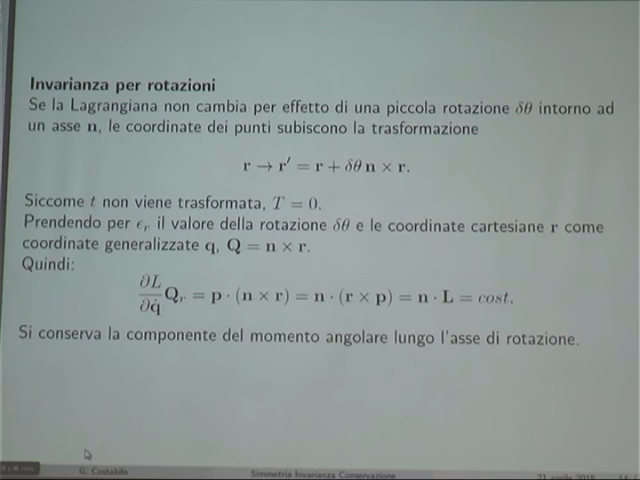 Invarianza per rotazioni
Se la Lagrangiana non cambia per effetto di una piccola rotazione δθ intorno ad
un asse n, le coordinate dei punti subiscono la trasformazione
r → r′ = r + δθ n × r.
Siccome t non viene trasformata, T = 0.
Prendendo per ϵᵣ il valore della rotazione δθ e le coordinate cartesiane r come
coordinate generalizzate q, Q = n × r.
Quindi:
∂L/∂q̇ Qᵣ = p · (n × r) = n · (r × p) = n · L = cost.
Si conserva la componente del momento angolare lungo l'asse di rotazione.
G. Costabile Simmetria Invarianza Conservazione 21 aprile 2015